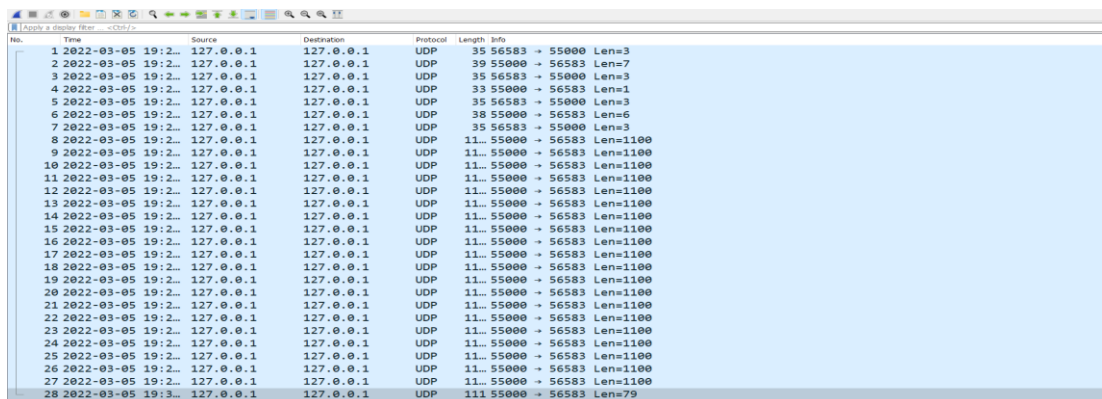 Apply a display filter ... <Ctrl-/>
No. Time Source Destination Protocol Length Info
1 2022-03-05 19:2… 127.0.0.1 127.0.0.1 UDP 35 56583 → 55000 Len=3
2 2022-03-05 19:2… 127.0.0.1 127.0.0.1 UDP 39 55000 → 56583 Len=7
3 2022-03-05 19:2… 127.0.0.1 127.0.0.1 UDP 35 56583 → 55000 Len=3
4 2022-03-05 19:2… 127.0.0.1 127.0.0.1 UDP 33 55000 → 56583 Len=1
5 2022-03-05 19:2… 127.0.0.1 127.0.0.1 UDP 35 56583 → 55000 Len=3
6 2022-03-05 19:2… 127.0.0.1 127.0.0.1 UDP 38 55000 → 56583 Len=6
7 2022-03-05 19:2… 127.0.0.1 127.0.0.1 UDP 35 56583 → 55000 Len=3
8 2022-03-05 19:2… 127.0.0.1 127.0.0.1 UDP 11… 55000 → 56583 Len=1100
9 2022-03-05 19:2… 127.0.0.1 127.0.0.1 UDP 11… 55000 → 56583 Len=1100
10 2022-03-05 19:2… 127.0.0.1 127.0.0.1 UDP 11… 55000 → 56583 Len=1100
11 2022-03-05 19:2… 127.0.0.1 127.0.0.1 UDP 11… 55000 → 56583 Len=1100
12 2022-03-05 19:2… 127.0.0.1 127.0.0.1 UDP 11… 55000 → 56583 Len=1100
13 2022-03-05 19:2… 127.0.0.1 127.0.0.1 UDP 11… 55000 → 56583 Len=1100
14 2022-03-05 19:2… 127.0.0.1 127.0.0.1 UDP 11… 55000 → 56583 Len=1100
15 2022-03-05 19:2… 127.0.0.1 127.0.0.1 UDP 11… 55000 → 56583 Len=1100
16 2022-03-05 19:2… 127.0.0.1 127.0.0.1 UDP 11… 55000 → 56583 Len=1100
17 2022-03-05 19:2… 127.0.0.1 127.0.0.1 UDP 11… 55000 → 56583 Len=1100
18 2022-03-05 19:2… 127.0.0.1 127.0.0.1 UDP 11… 55000 → 56583 Len=1100
19 2022-03-05 19:2… 127.0.0.1 127.0.0.1 UDP 11… 55000 → 56583 Len=1100
20 2022-03-05 19:2… 127.0.0.1 127.0.0.1 UDP 11… 55000 → 56583 Len=1100
21 2022-03-05 19:2… 127.0.0.1 127.0.0.1 UDP 11… 55000 → 56583 Len=1100
22 2022-03-05 19:2… 127.0.0.1 127.0.0.1 UDP 11… 55000 → 56583 Len=1100
23 2022-03-05 19:2… 127.0.0.1 127.0.0.1 UDP 11… 55000 → 56583 Len=1100
24 2022-03-05 19:2… 127.0.0.1 127.0.0.1 UDP 11… 55000 → 56583 Len=1100
25 2022-03-05 19:2… 127.0.0.1 127.0.0.1 UDP 11… 55000 → 56583 Len=1100
26 2022-03-05 19:2… 127.0.0.1 127.0.0.1 UDP 11… 55000 → 56583 Len=1100
27 2022-03-05 19:2… 127.0.0.1 127.0.0.1 UDP 11… 55000 → 56583 Len=1100
28 2022-03-05 19:3… 127.0.0.1 127.0.0.1 UDP 111 55000 → 56583 Len=79